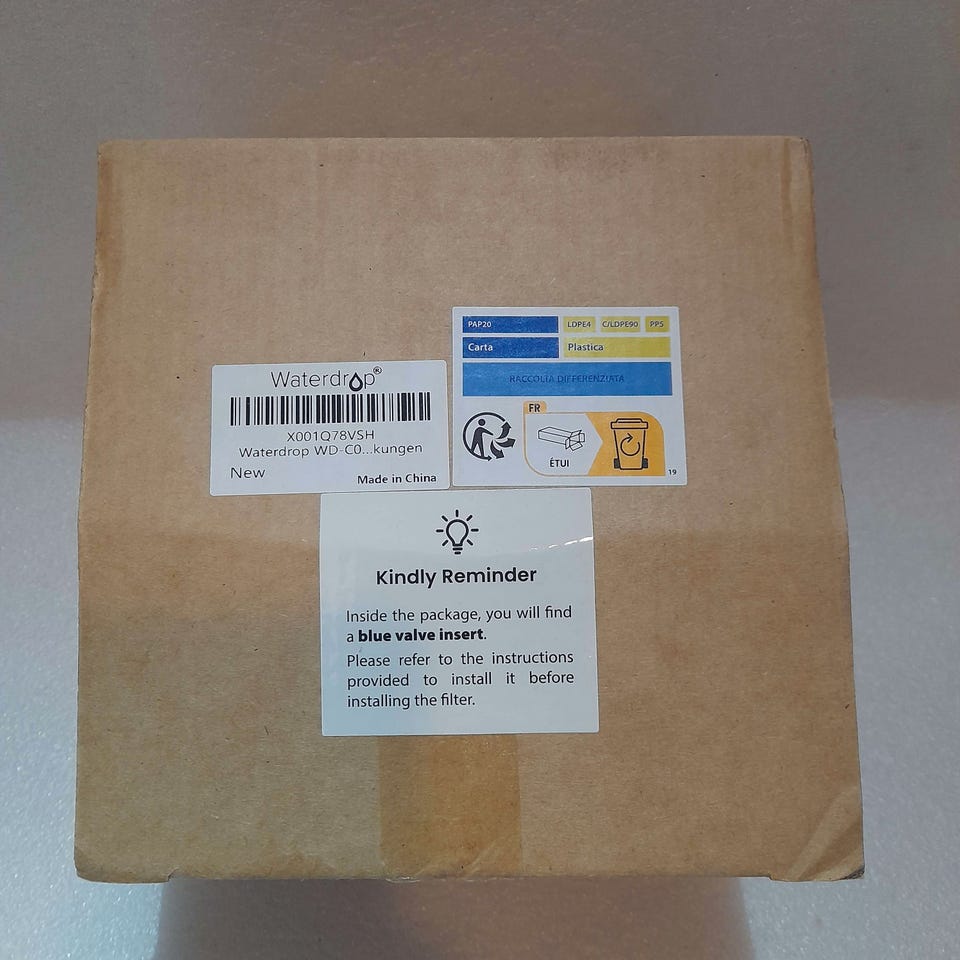 Waterdrop®
X001Q78VSH
Waterdrop WD-C0...kungen
New
Made in China
PAP20
LDPE4
C/LDPE90
PP5
Carta
Plastica
RACCOLTA DIFFERENZIATA
FR
ÉTUI
19
Kindly Reminder
Inside the package, you will find
a blue valve insert.
Please refer to the instructions
provided to install it before
installing the filter.